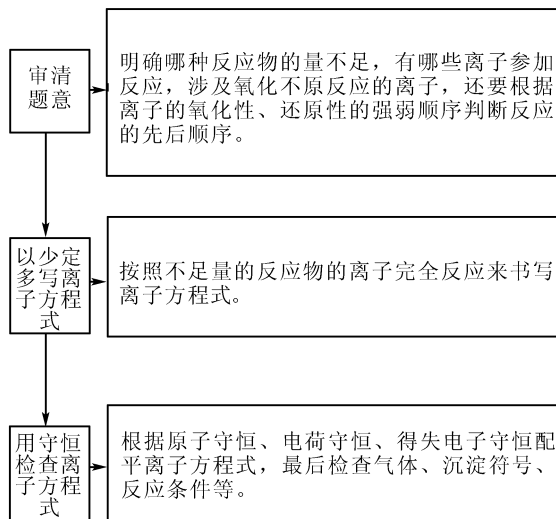 审清
题意
明确哪种反应物的量不足，有哪些离子参加
反应，涉及氧化不原反应的离子，还要根据
离子的氧化性、还原性的强弱顺序判断反应
的先后顺序。
以少定
多写离
子方程
式
按照不足量的反应物的离子完全反应来书写
离子方程式。
用守恒
检查离
子方程
式
根据原子守恒、电荷守恒、得失电子守恒配
平离子方程式，最后检查气体、沉淀符号、
反应条件等。